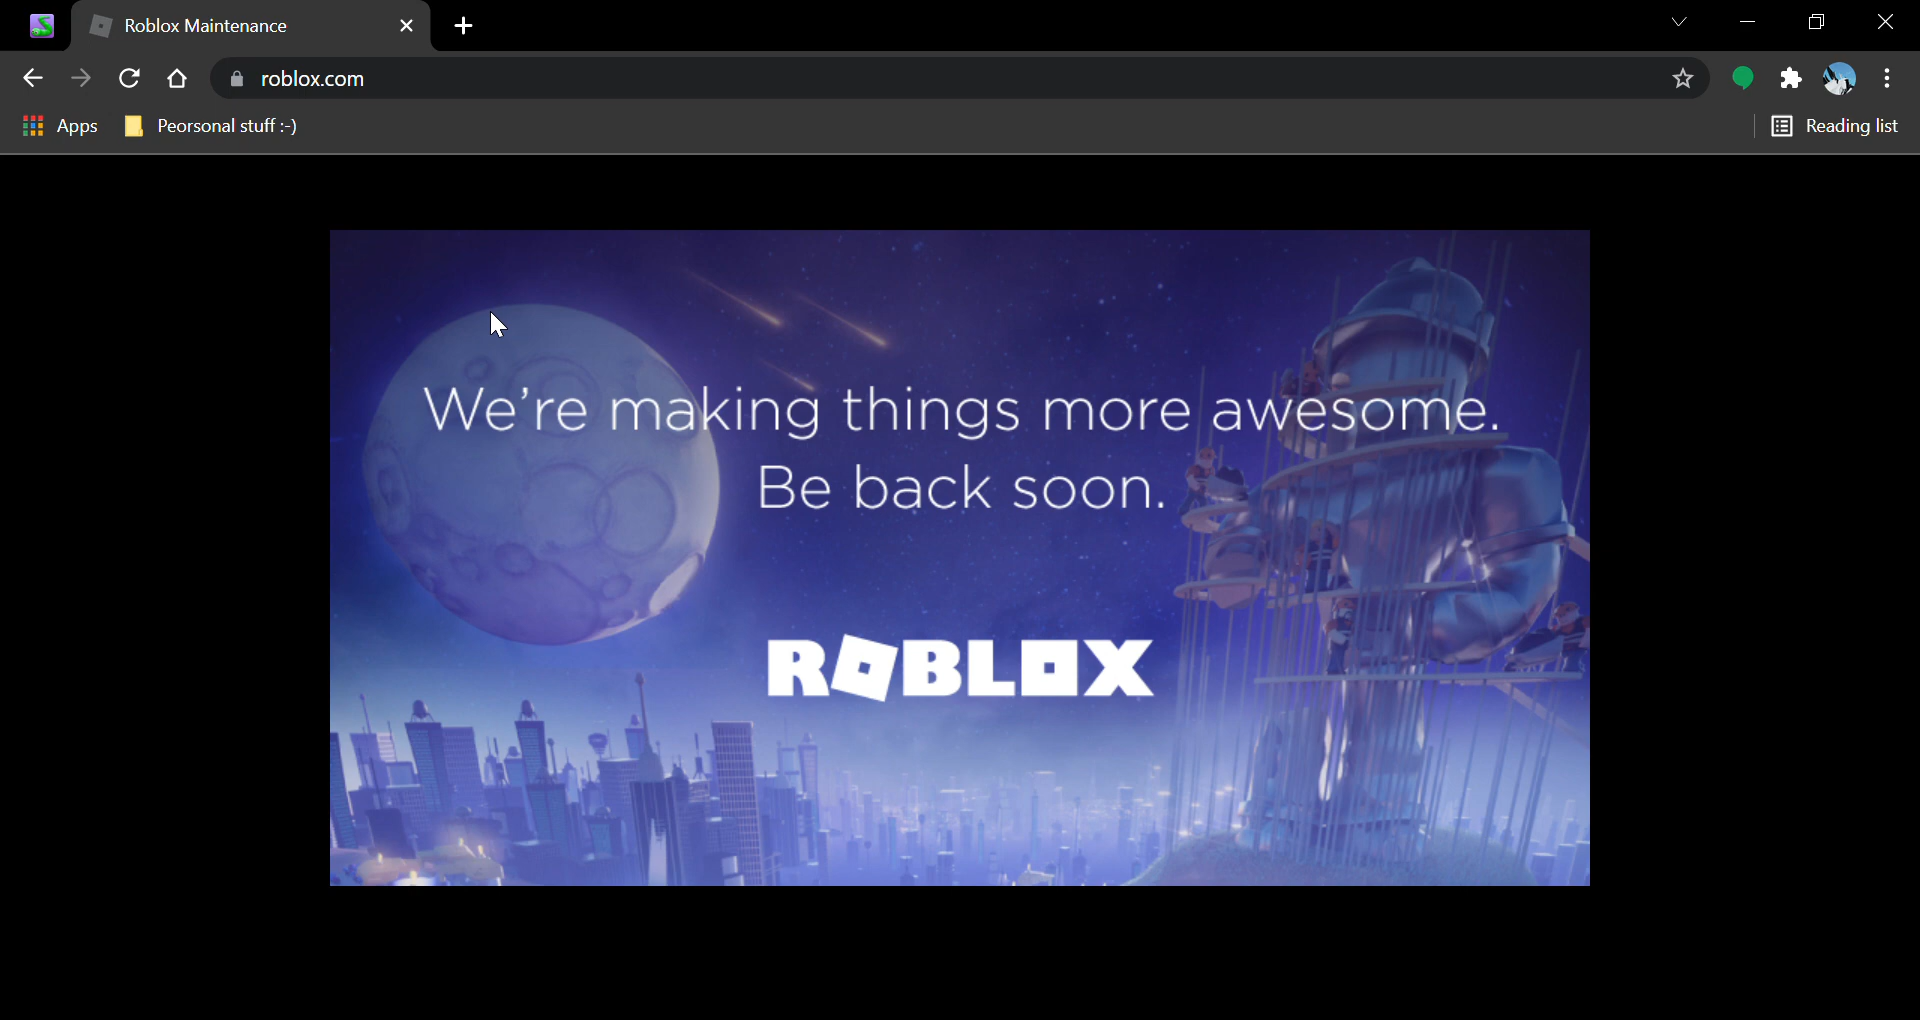 Roblox Maintenance
roblox.com
Apps
Peorsonal stuff :-)
Reading list
We're making things more awesome.
Be back soon.
ROBLOX